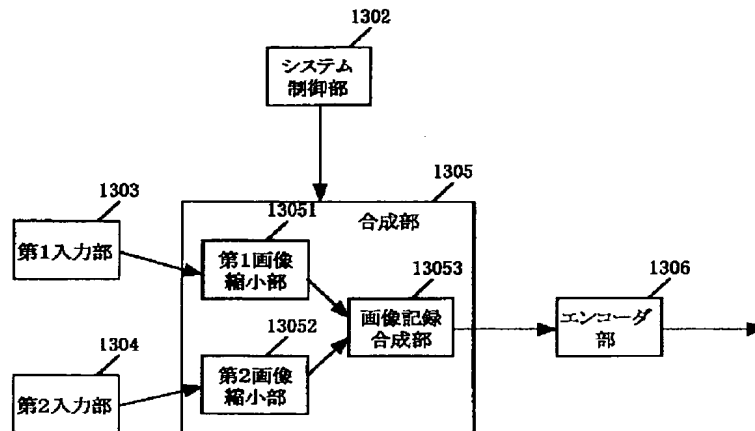 1302
システム
制御部
1305
合成部
1303
第1入力部
13051
第1画像
縮小部
13053
画像記録
合成部
1306
エンコーダ
部
1304
第2入力部
13052
第2画像
縮小部